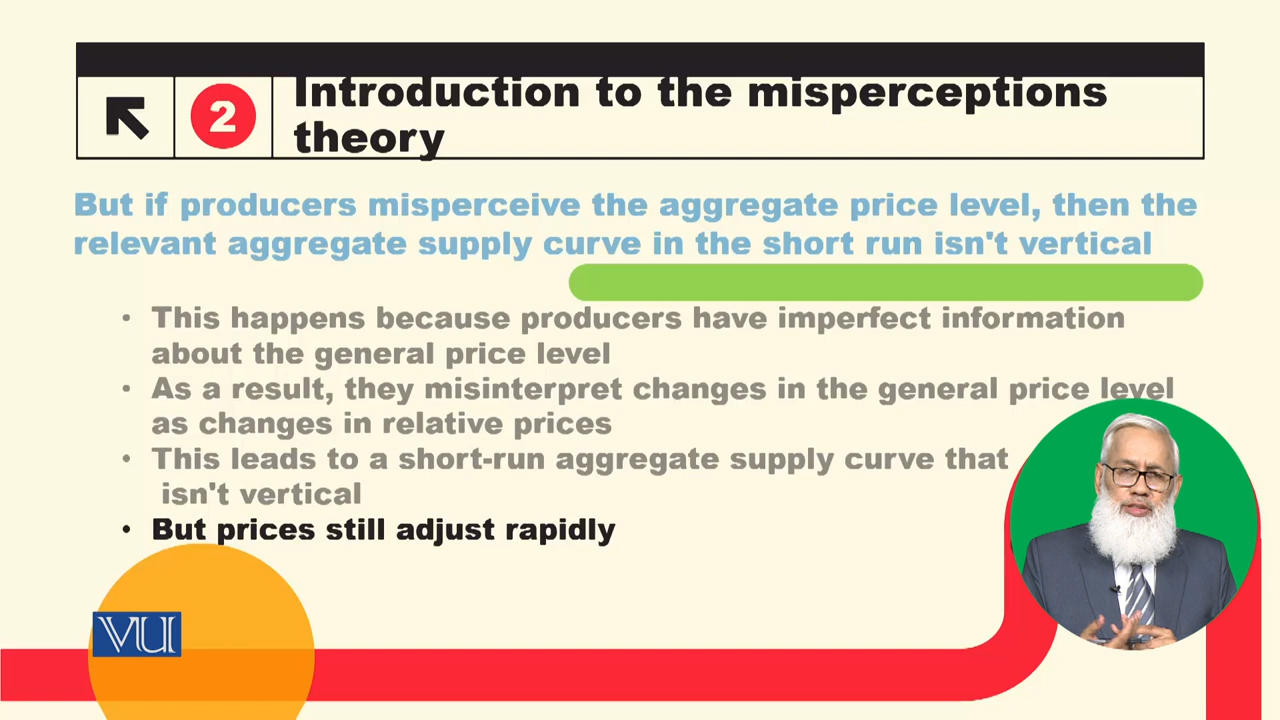 2
Introduction to the misperceptions
theory
But if producers misperceive the aggregate price level, then the
relevant aggregate supply curve in the short run isn't vertical
• This happens because producers have imperfect information
about the general price level
• As a result, they misinterpret changes in the general price level
as changes in relative prices
• This leads to a short-run aggregate supply curve that
isn't vertical
• But prices still adjust rapidly
VU